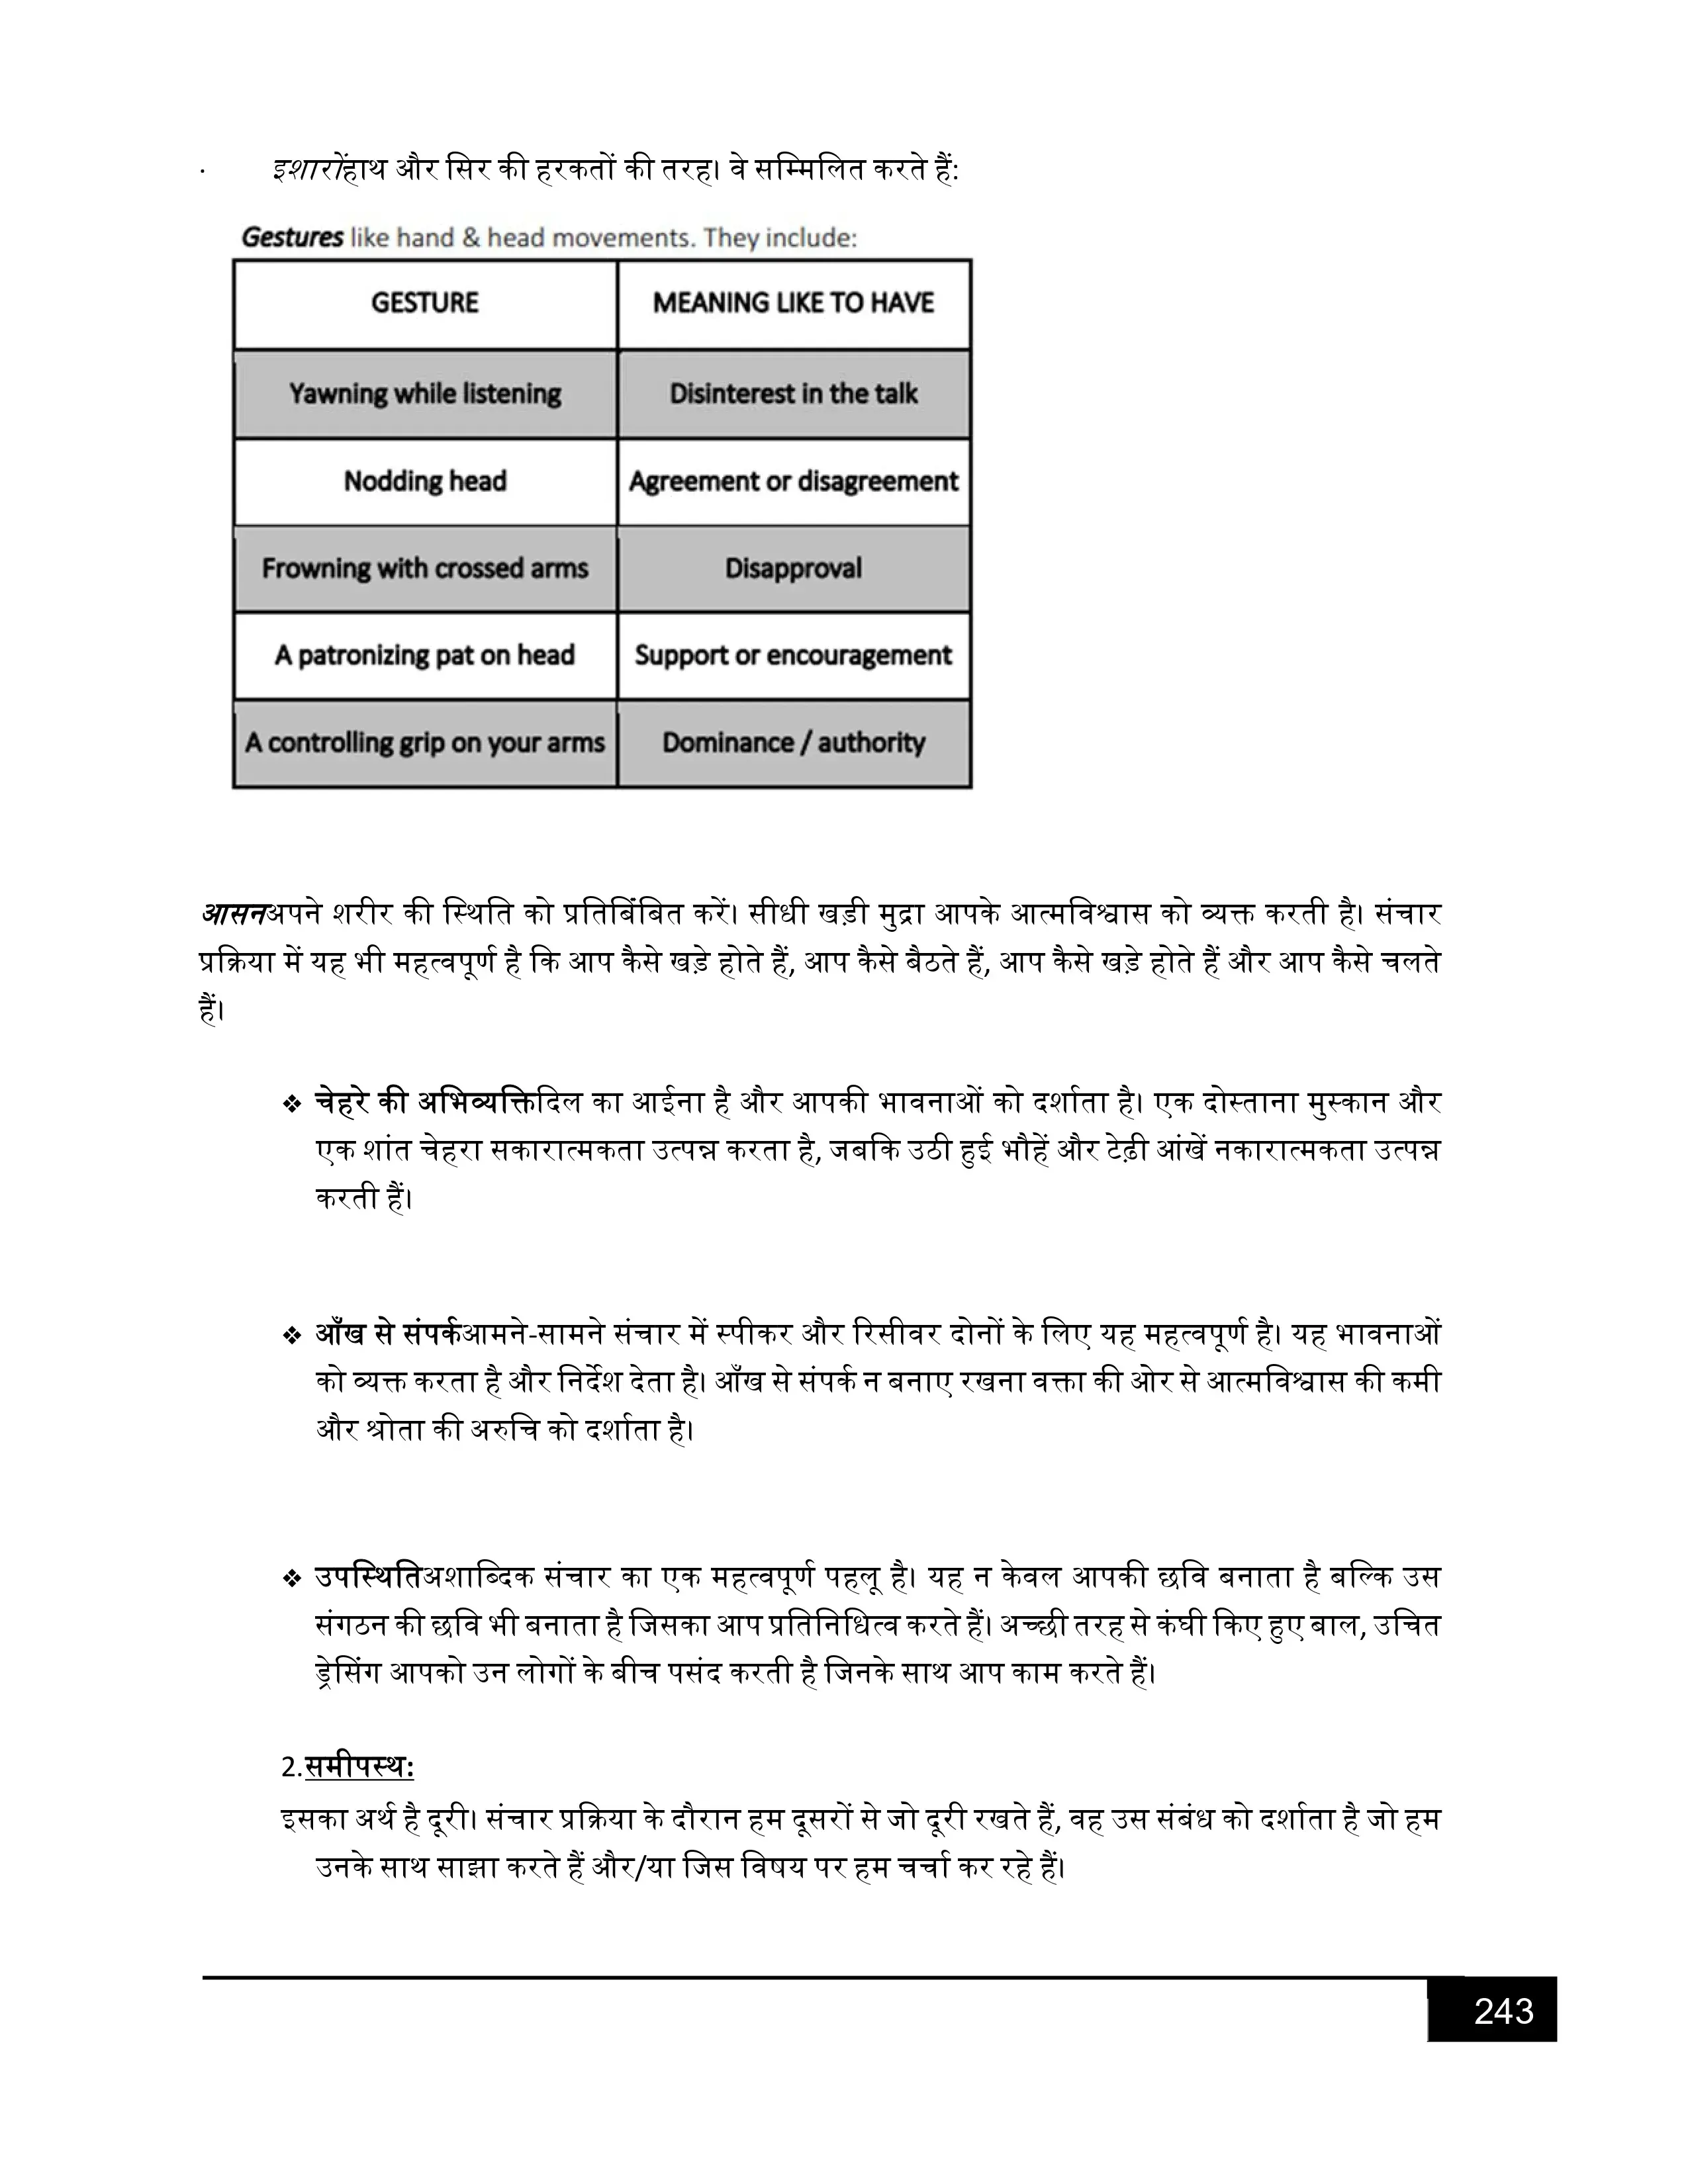 · इशारोंहाथ और सिर की हरकतों की तरह। वे सम्मिलित करते हैं:
Gestures like hand & head movements. They include:
GESTURE MEANING LIKE TO HAVE
Yawning while listening Disinterest in the talk
Nodding head Agreement or disagreement
Frowning with crossed arms Disapproval
A patronizing pat on head Support or encouragement
A controlling grip on your arms Dominance / authority
आसनअपने शरीर की स्थिति को प्रतिबिंबित करें। सीधी खड़ी मुद्रा आपके आत्मविश्वास को व्यक्त करती है। संचार
प्रक्रिया में यह भी महत्वपूर्ण है कि आप कैसे खड़े होते हैं, आप कैसे बैठते हैं, आप कैसे खड़े होते हैं और आप कैसे चलते
हैं।
❖ चेहरे की अभिव्यक्तिदिल का आईना है और आपकी भावनाओं को दर्शाता है। एक दोस्ताना मुस्कान और
एक शांत चेहरा सकारात्मकता उत्पन्न करता है, जबकि उठी हुई भौहें और टेढ़ी आंखें नकारात्मकता उत्पन्न
करती हैं।
❖ आँख से संपर्कआमने-सामने संचार में स्पीकर और रिसीवर दोनों के लिए यह महत्वपूर्ण है। यह भावनाओं
को व्यक्त करता है और निर्देश देता है। आँख से संपर्क न बनाए रखना वक्ता की ओर से आत्मविश्वास की कमी
और श्रोता की अरुचि को दर्शाता है।
❖ उपस्थितिअशाब्दिक संचार का एक महत्वपूर्ण पहलू है। यह न केवल आपकी छवि बनाता है बल्कि उस
संगठन की छवि भी बनाता है जिसका आप प्रतिनिधित्व करते हैं। अच्छी तरह से कंघी किए हुए बाल, उचित
ड्रेसिंग आपको उन लोगों के बीच पसंद करती है जिनके साथ आप काम करते हैं।
2.समीपस्थ:
इसका अर्थ है दूरी। संचार प्रक्रिया के दौरान हम दूसरों से जो दूरी रखते हैं, वह उस संबंध को दर्शाता है जो हम
उनके साथ साझा करते हैं और/या जिस विषय पर हम चर्चा कर रहे हैं।
243